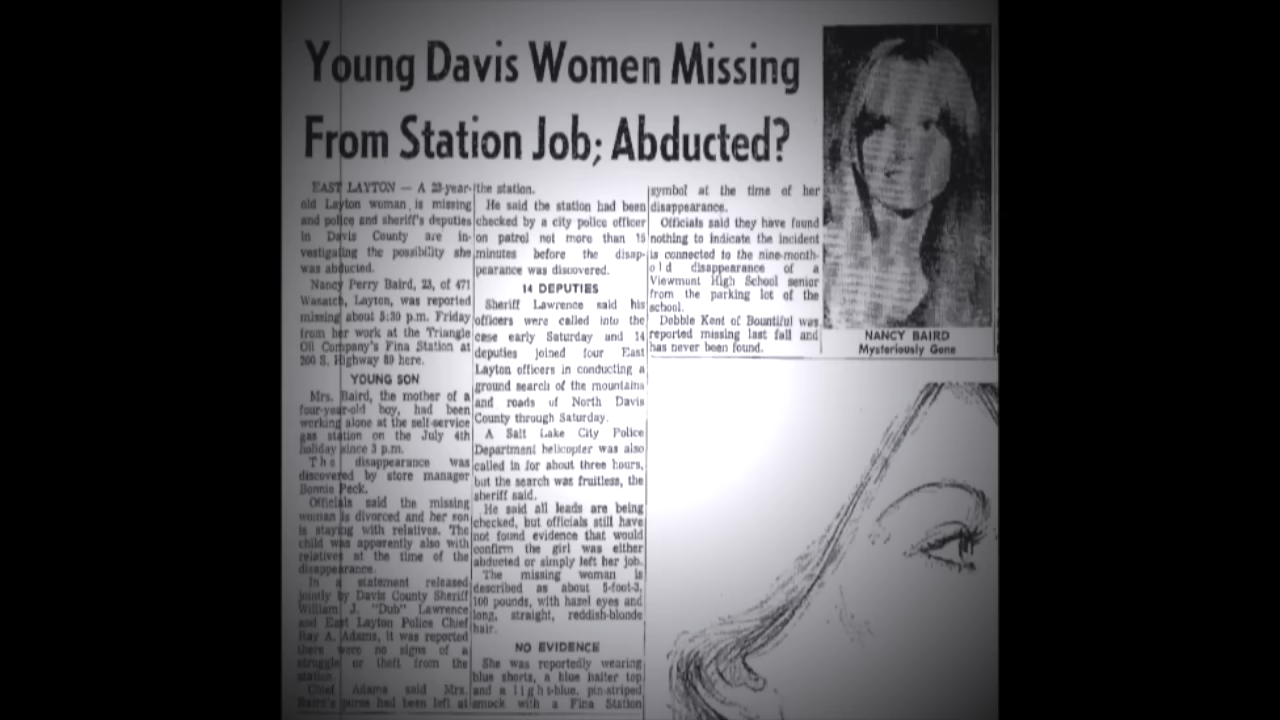 Young Davis Women Missing
From Station Job; Abducted?
EAST LAYTON — A 23-year-
old Layton woman is missing
and police and sheriff's deputies
in Davis County are in-
vestigating the possibility she
was abducted.
Nancy Perry Baird, 23, of 471
Wasatch, Layton, was reported
missing about 5:30 p.m. Friday
from her work at the Triangle
Oil Company's Fina Station at
200 S. Highway 89 here.
YOUNG SON
Mrs. Baird, the mother of a
four-year-old boy, had been
working alone at the self-service
gas station on the July 4th
holiday since 3 p.m.
The disappearance was
discovered by store manager
Bonnie Peck.
Officials said the missing
woman is divorced and her son
is staying with relatives. The
child was apparently also with
relatives at the time of the
disappearance.
In a statement released
jointly by Davis County Sheriff
William J. "Dub" Lawrence
and East Layton Police Chief
Ray A. Adams, it was reported
there were no signs of a
struggle or theft from the
station.
Chief Adams said Mrs.
Baird's purse had been left at
the station.
He said the station had been
checked by a city police officer
on patrol not more than 15
minutes before the disap-
pearance was discovered.
14 DEPUTIES
Sheriff Lawrence said his
officers were called into the
case early Saturday and 14
deputies joined four East
Layton officers in conducting a
ground search of the mountains
and roads of North Davis
County through Saturday.
A Salt Lake City Police
Department helicopter was also
called in for about three hours,
but the search was fruitless, the
sheriff said.
He said all leads are being
checked, but officials still have
not found evidence that would
confirm the girl was either
abducted or simply left her job.
The missing woman is
described as about 5-foot-3,
100 pounds, with hazel eyes and
long, straight, reddish-blonde
hair.
NO EVIDENCE
She was reportedly wearing
blue shorts, a blue halter top
and a light-blue, pin-striped
smock with a Fina Station
symbol at the time of her
disappearance.
Officials said they have found
nothing to indicate the incident
is connected to the nine-month-
old disappearance of a
Viewmont High School senior
from the parking lot of the
school.
Debbie Kent of Bountiful was
reported missing last fall and
has never been found.
NANCY BAIRD
Mysteriously Gone